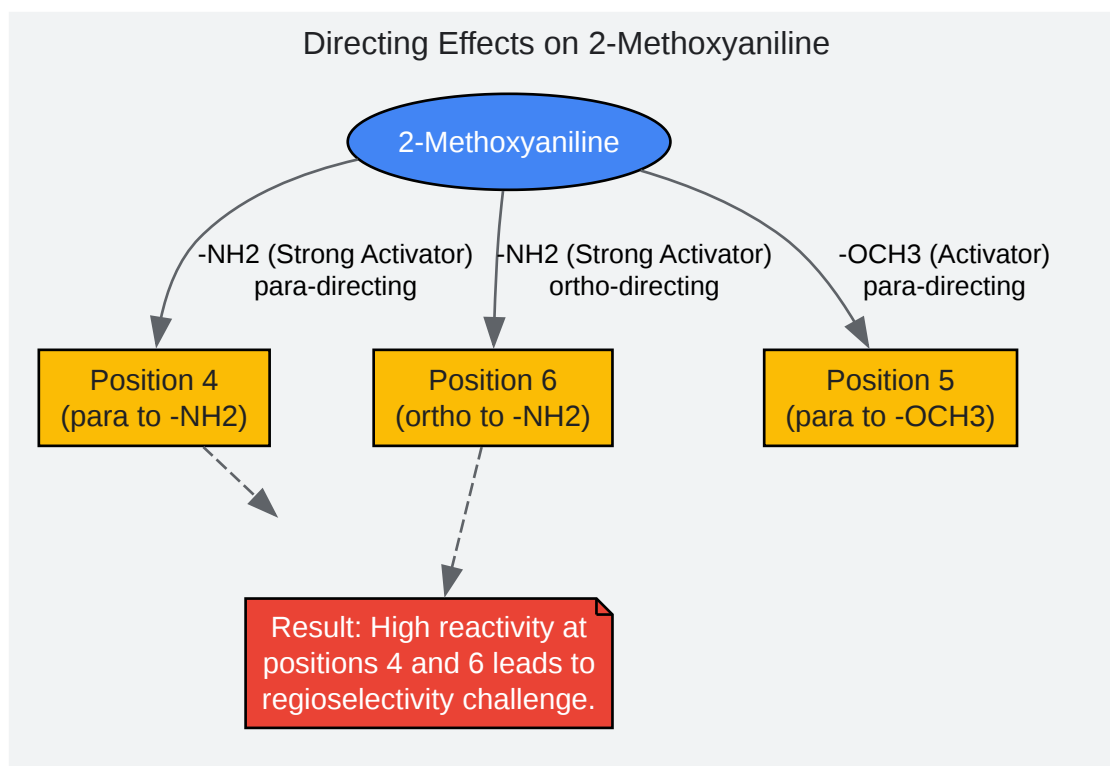 Directing Effects on 2-Methoxyaniline
2-Methoxyaniline
-NH2 (Strong Activator)
para-directing
-NH2 (Strong Activator)
ortho-directing
-OCH3 (Activator)
para-directing
Position 4
(para to -NH2)
Position 6
(ortho to -NH2)
Position 5
(para to -OCH3)
Result: High reactivity at
positions 4 and 6 leads to
regioselectivity challenge.